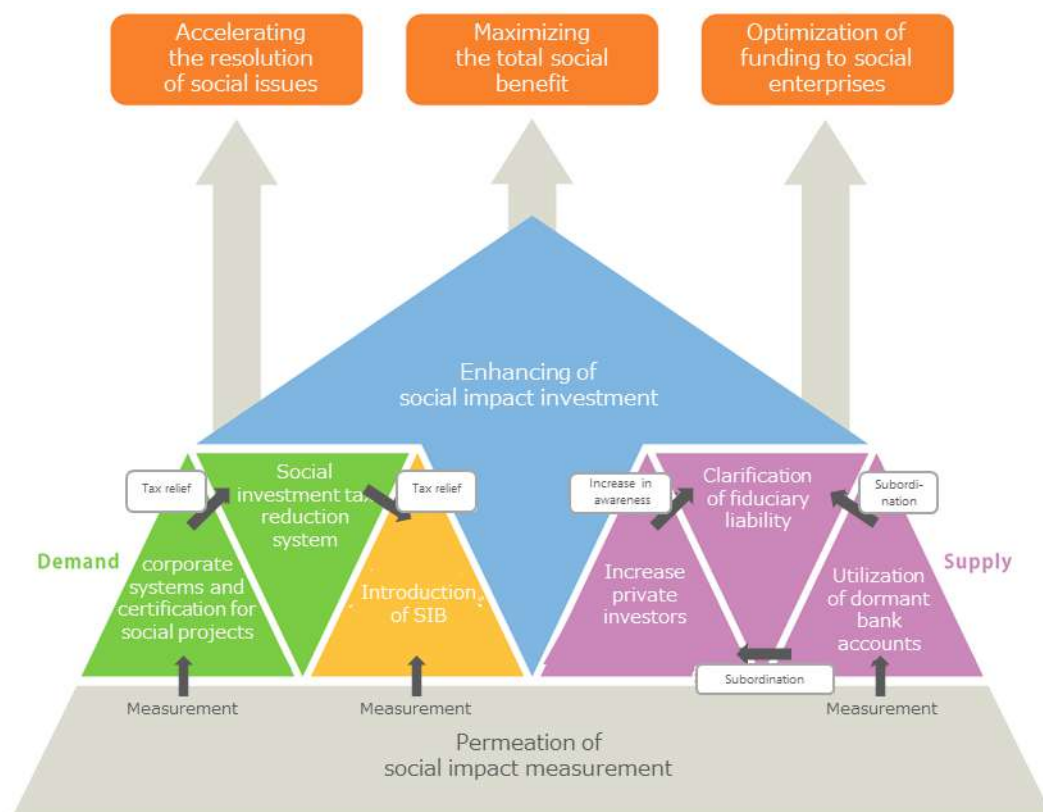 Accelerating
the resolution
of social issues
Maximizing
the total social
benefit
Optimization of
funding to social
enterprises
Enhancing of
social impact investment
Tax relief
Social
investment tax
reduction
system
Tax relief
Increase in
awareness
Clarification
of fiduciary
liability
Subordi-
nation
Demand
corporate
systems and
certification for
social projects
Introduction
of SIB
Increase
private
investors
Utilization
of dormant
bank
accounts
Supply
Subordination
Measurement
Measurement
Measurement
Permeation of
social impact measurement